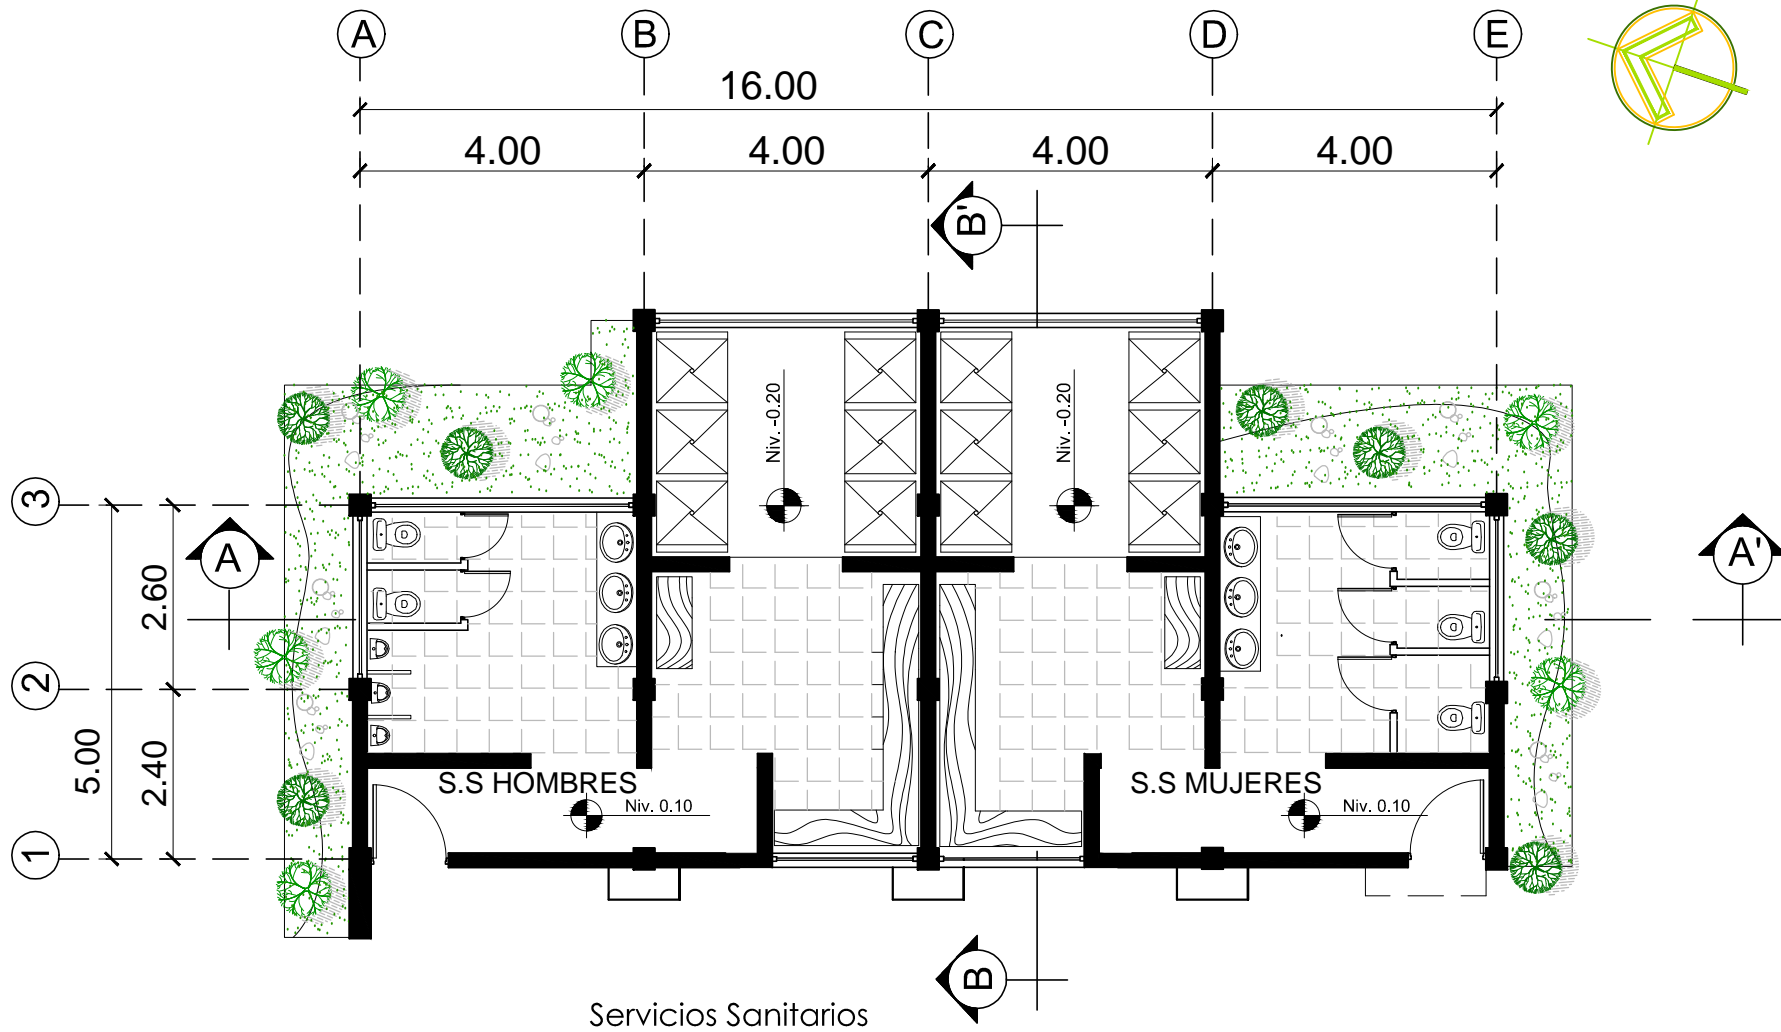 A B C D E
16.00
4.00 4.00 4.00 4.00
B'
Niv. -0.20 Niv. -0.20
3
A A'
2.60
2
5.00 2.40
S.S HOMBRES S.S MUJERES
Niv. 0.10 Niv. 0.10
1
B
Servicios Sanitarios